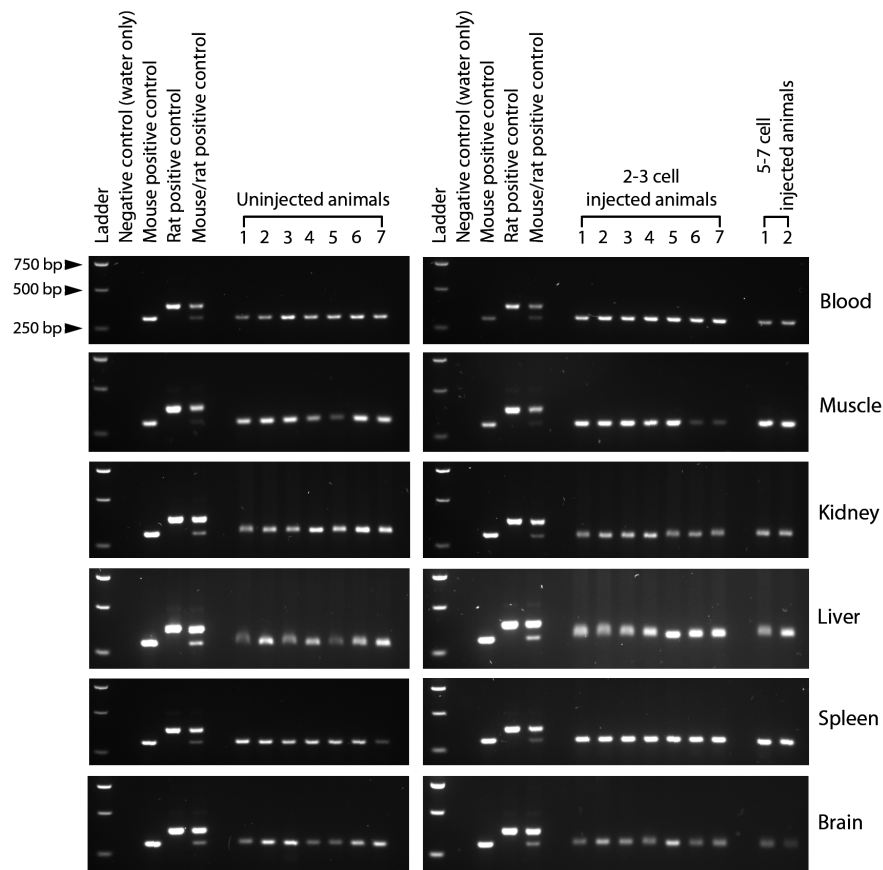 Ladder
Negative control (water only)
Mouse positive control
Rat positive control
Mouse/rat positive control
Uninjected animals
1 2 3 4 5 6 7
Ladder
Negative control (water only)
Mouse positive control
Rat positive control
Mouse/rat positive control
2-3 cell
injected animals
1 2 3 4 5 6 7
5-7 cell
injected animals
1 2
750 bp
500 bp
250 bp
Blood
Muscle
Kidney
Liver
Spleen
Brain